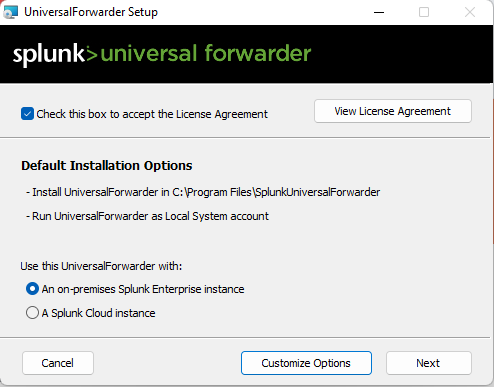 UniversalForwarder Setup
splunk>universal forwarder
Check this box to accept the License Agreement
View License Agreement
Default Installation Options
- Install UniversalForwarder in C:\Program Files\SplunkUniversalForwarder
- Run UniversalForwarder as Local System account
Use this UniversalForwarder with:
An on-premises Splunk Enterprise instance
A Splunk Cloud instance
Cancel
Customize Options
Next